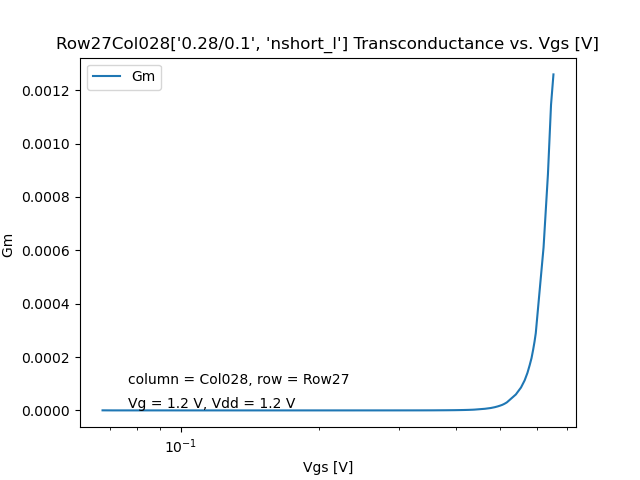 Row27Col028['0.28/0.1', 'nshort_l'] Transconductance vs. Vgs [V]
Gm
0.0012
0.0010
0.0008
0.0006
0.0004
0.0002
0.0000
Gm
column = Col028, row = Row27
Vg = 1.2 V, Vdd = 1.2 V
10⁻¹
Vgs [V]